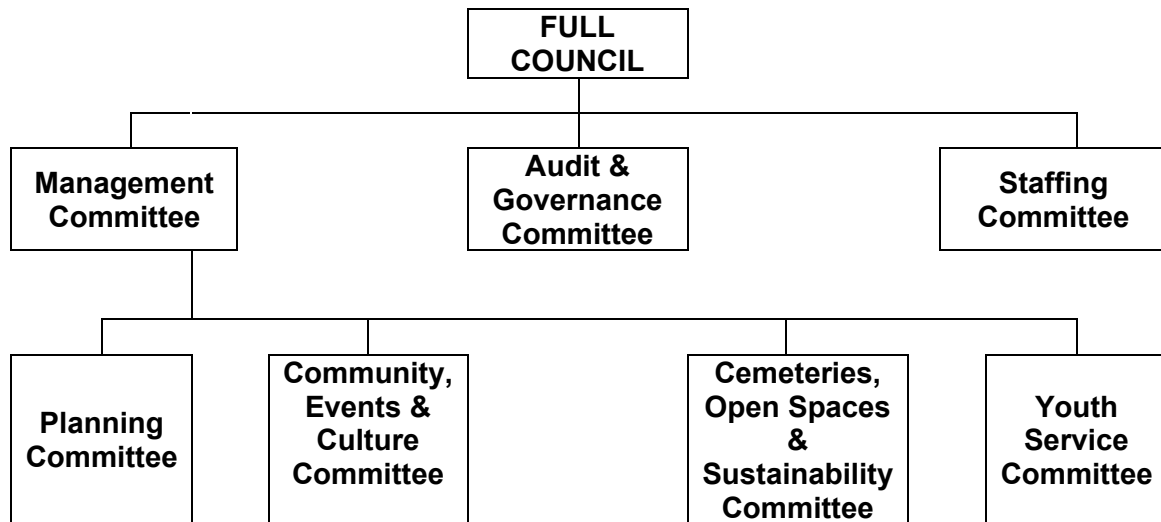 FULL
COUNCIL
Management
Committee
Audit &
Governance
Committee
Staffing
Committee
Planning
Committee
Community,
Events &
Culture
Committee
Cemeteries,
Open Spaces
&
Sustainability
Committee
Youth
Service
Committee